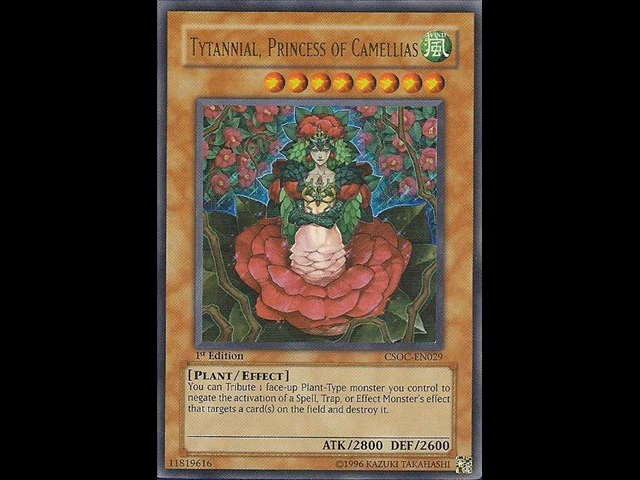 TYTANNIAL, PRINCESS OF CAMELLIAS
WIND
風
1st Edition
CSOC-EN029
[PLANT/EFFECT]
You can Tribute 1 face-up Plant-Type monster you control to
negate the activation of a Spell, Trap, or Effect Monster's effect
that targets a card(s) on the field and destroy it.
ATK/2800 DEF/2600
11819616
©1996 KAZUKI TAKAHASHI